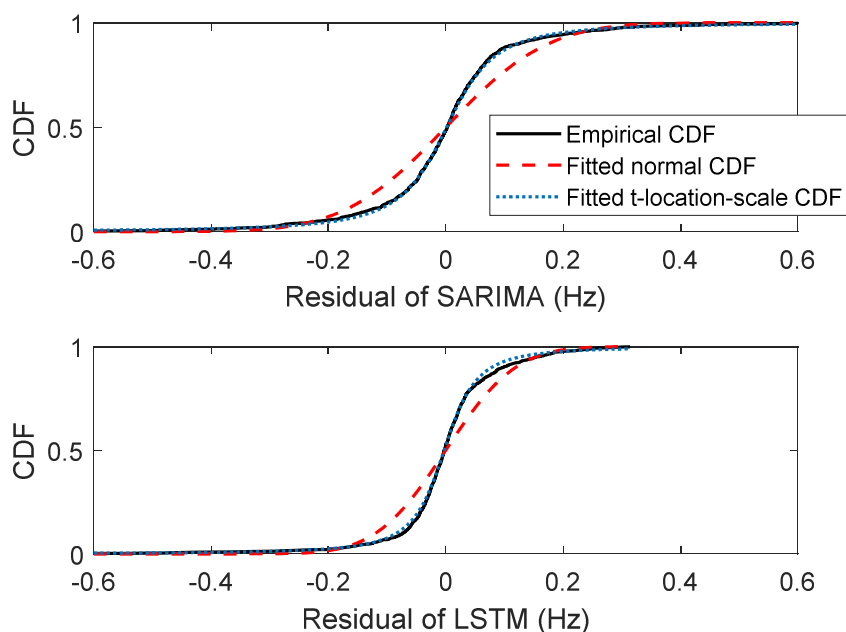 1
0.5
0
CDF
Empirical CDF
Fitted normal CDF
Fitted t-location-scale CDF
-0.6 -0.4 -0.2 0 0.2 0.4 0.6
Residual of SARIMA (Hz)
1
0.5
0
CDF
-0.6 -0.4 -0.2 0 0.2 0.4 0.6
Residual of LSTM (Hz)